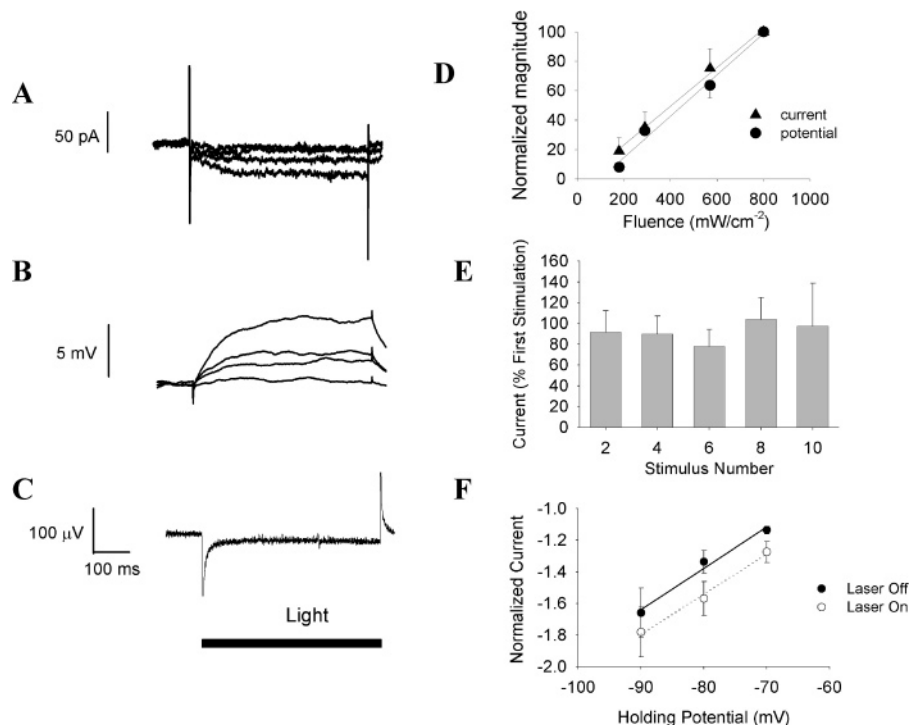 A
50 pA
B
5 mV
C
100 μV
100 ms
Light
D
Normalized magnitude
100
80
60
40
20
0
current
potential
0 200 400 600 800 1000
Fluence (mW/cm⁻²)
E
Current (% First Stimulation)
160
140
120
100
80
60
40
20
0
2 4 6 8 10
Stimulus Number
F
Normalized Current
-1.0
-1.2
-1.4
-1.6
-1.8
-2.0
Laser Off
Laser On
-100 -90 -80 -70 -60
Holding Potential (mV)